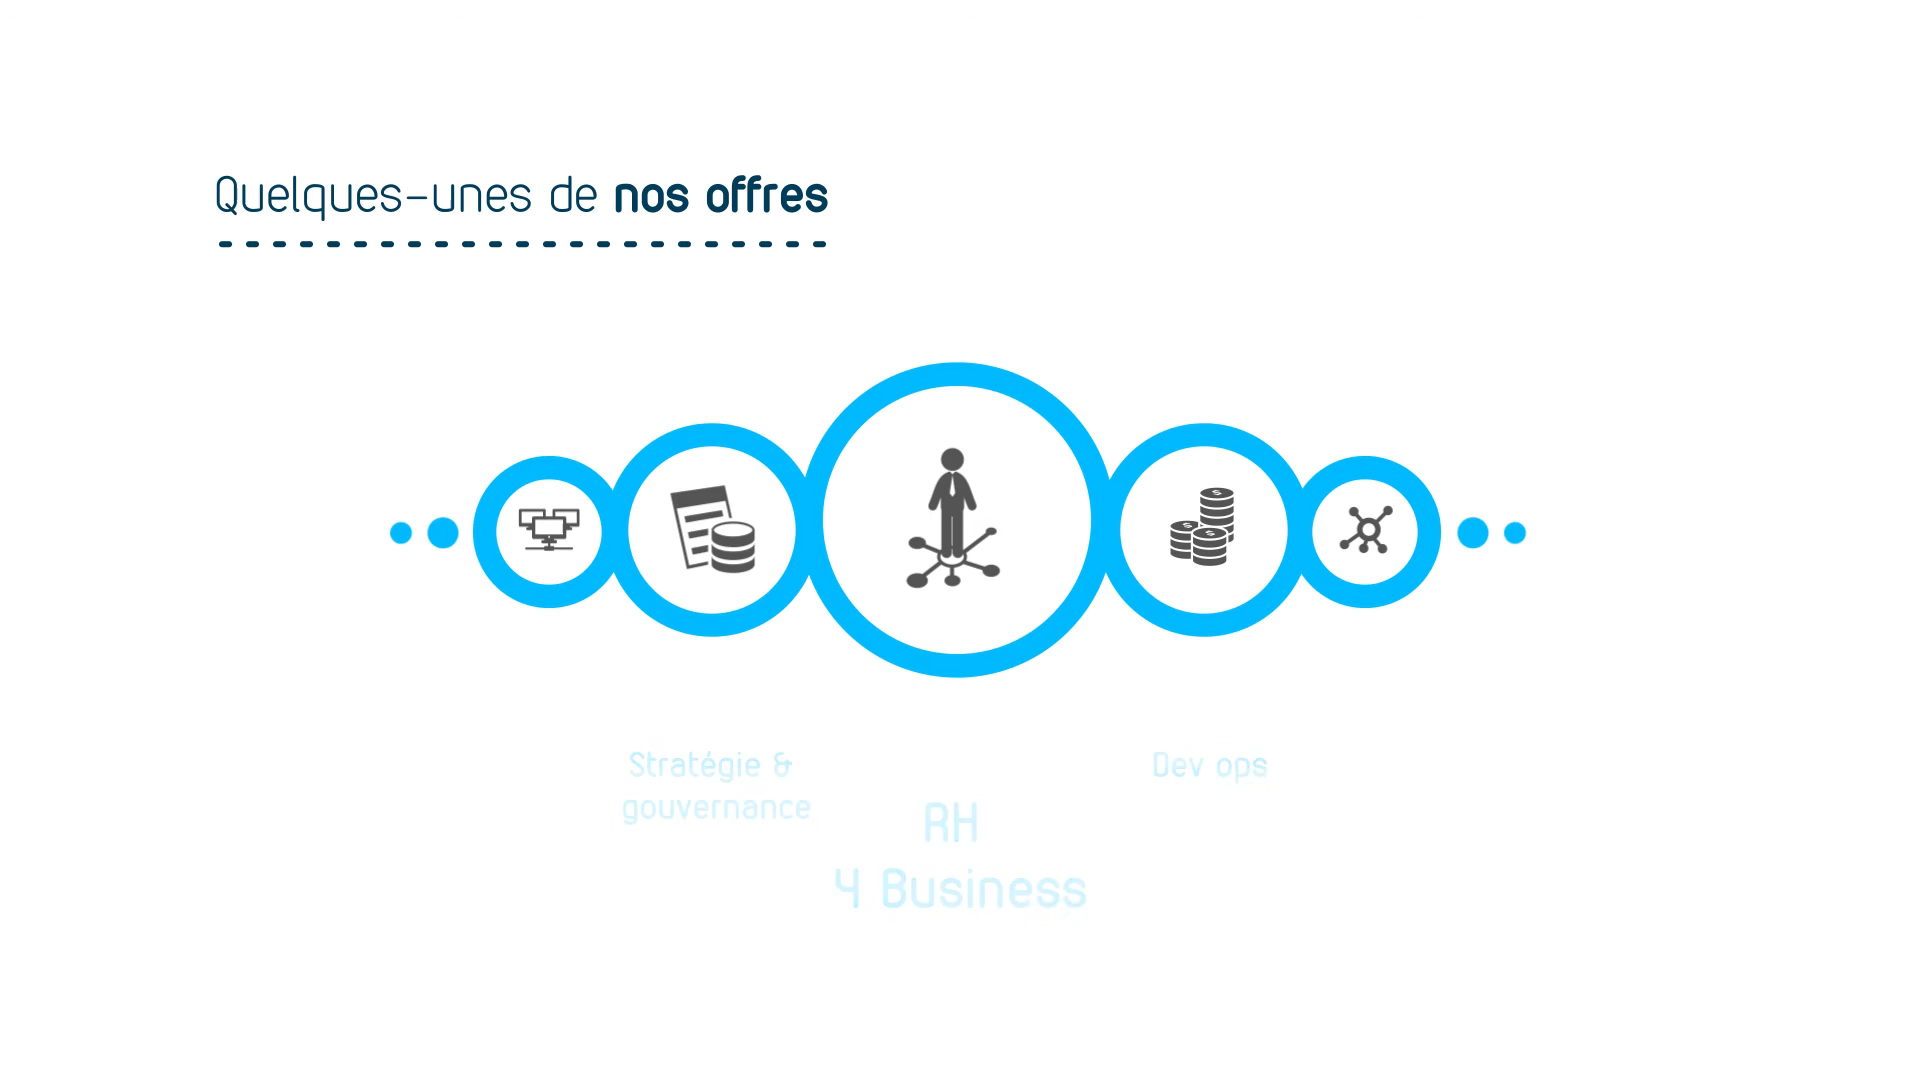 Quelques-unes de nos offres
Stratégie &
gouvernance
RH
4 Business
Dev ops